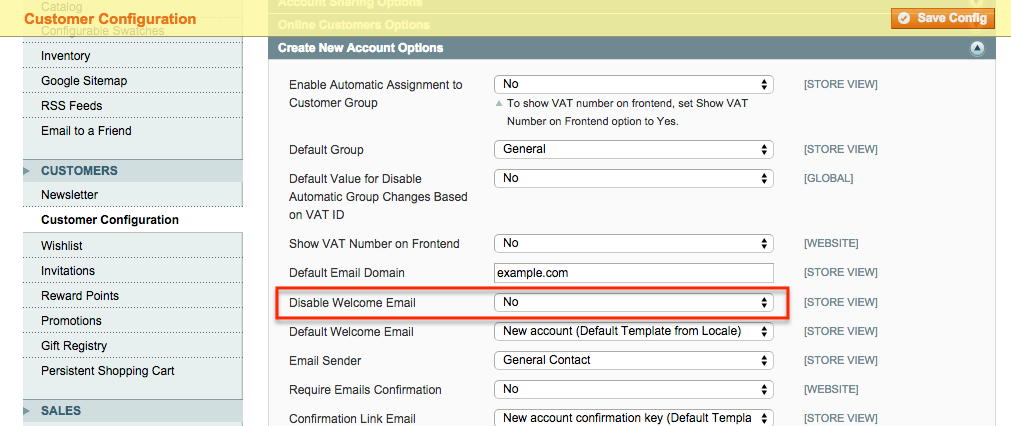 Catalog
Customer Configuration
Configurable Swatches
Inventory
Google Sitemap
RSS Feeds
Email to a Friend
CUSTOMERS
Newsletter
Customer Configuration
Wishlist
Invitations
Reward Points
Promotions
Gift Registry
Persistent Shopping Cart
SALES
Account Sharing Options
Save Config
Online Customers Options
Create New Account Options
Enable Automatic Assignment to No [STORE VIEW]
Customer Group To show VAT number on frontend, set Show VAT
Number on Frontend option to Yes.
Default Group General [STORE VIEW]
Default Value for Disable No [GLOBAL]
Automatic Group Changes Based
on VAT ID
Show VAT Number on Frontend No [WEBSITE]
Default Email Domain example.com [STORE VIEW]
Disable Welcome Email No [STORE VIEW]
Default Welcome Email New account (Default Template from Locale) [STORE VIEW]
Email Sender General Contact [STORE VIEW]
Require Emails Confirmation No [WEBSITE]
Confirmation Link Email New account confirmation key (Default Templa [STORE VIEW]